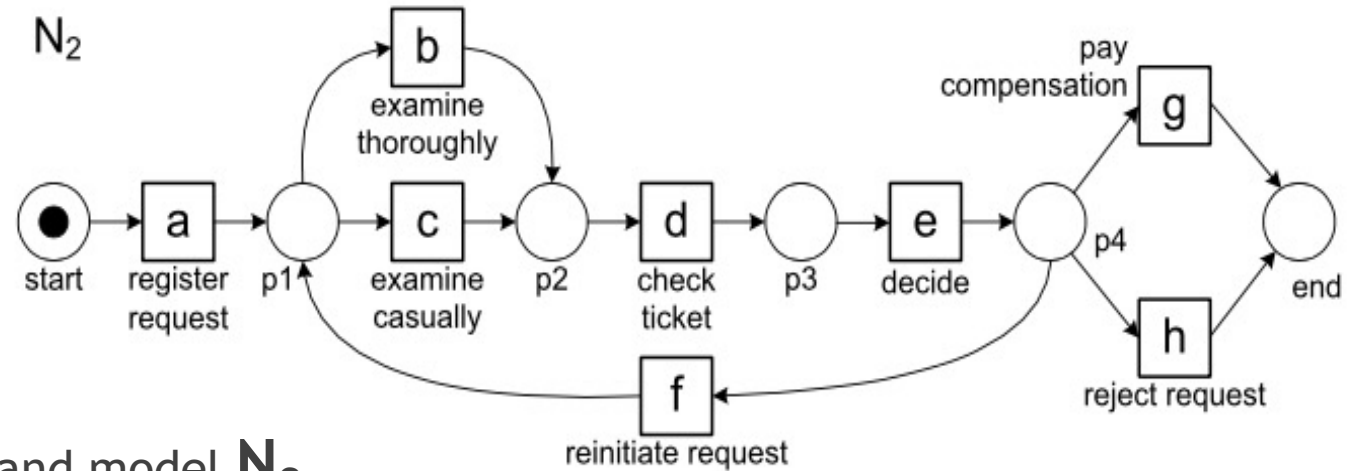 N2
b
examine
thoroughly
pay
compensation
g
start
a
register
request
p1
c
examine
casually
p2
d
check
ticket
p3
e
decide
p4
end
h
reject request
f
reinitiate request
and model N2